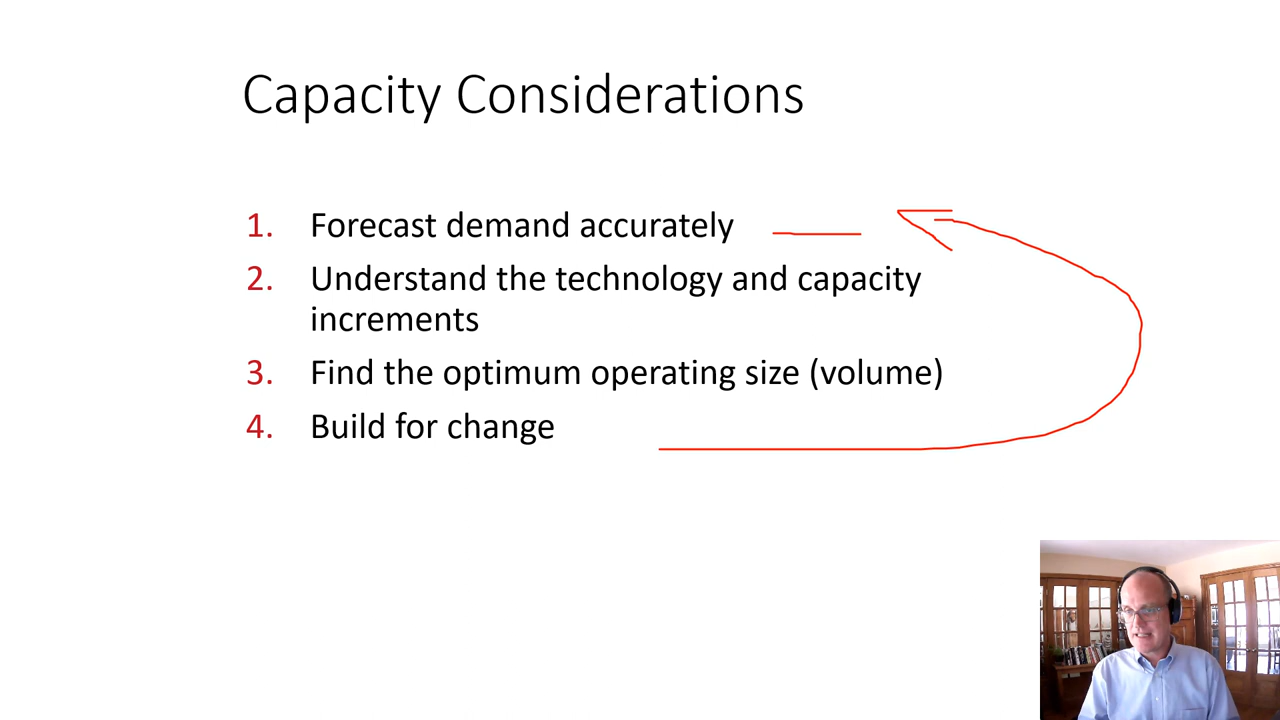 Capacity Considerations
1. Forecast demand accurately
2. Understand the technology and capacity
increments
3. Find the optimum operating size (volume)
4. Build for change